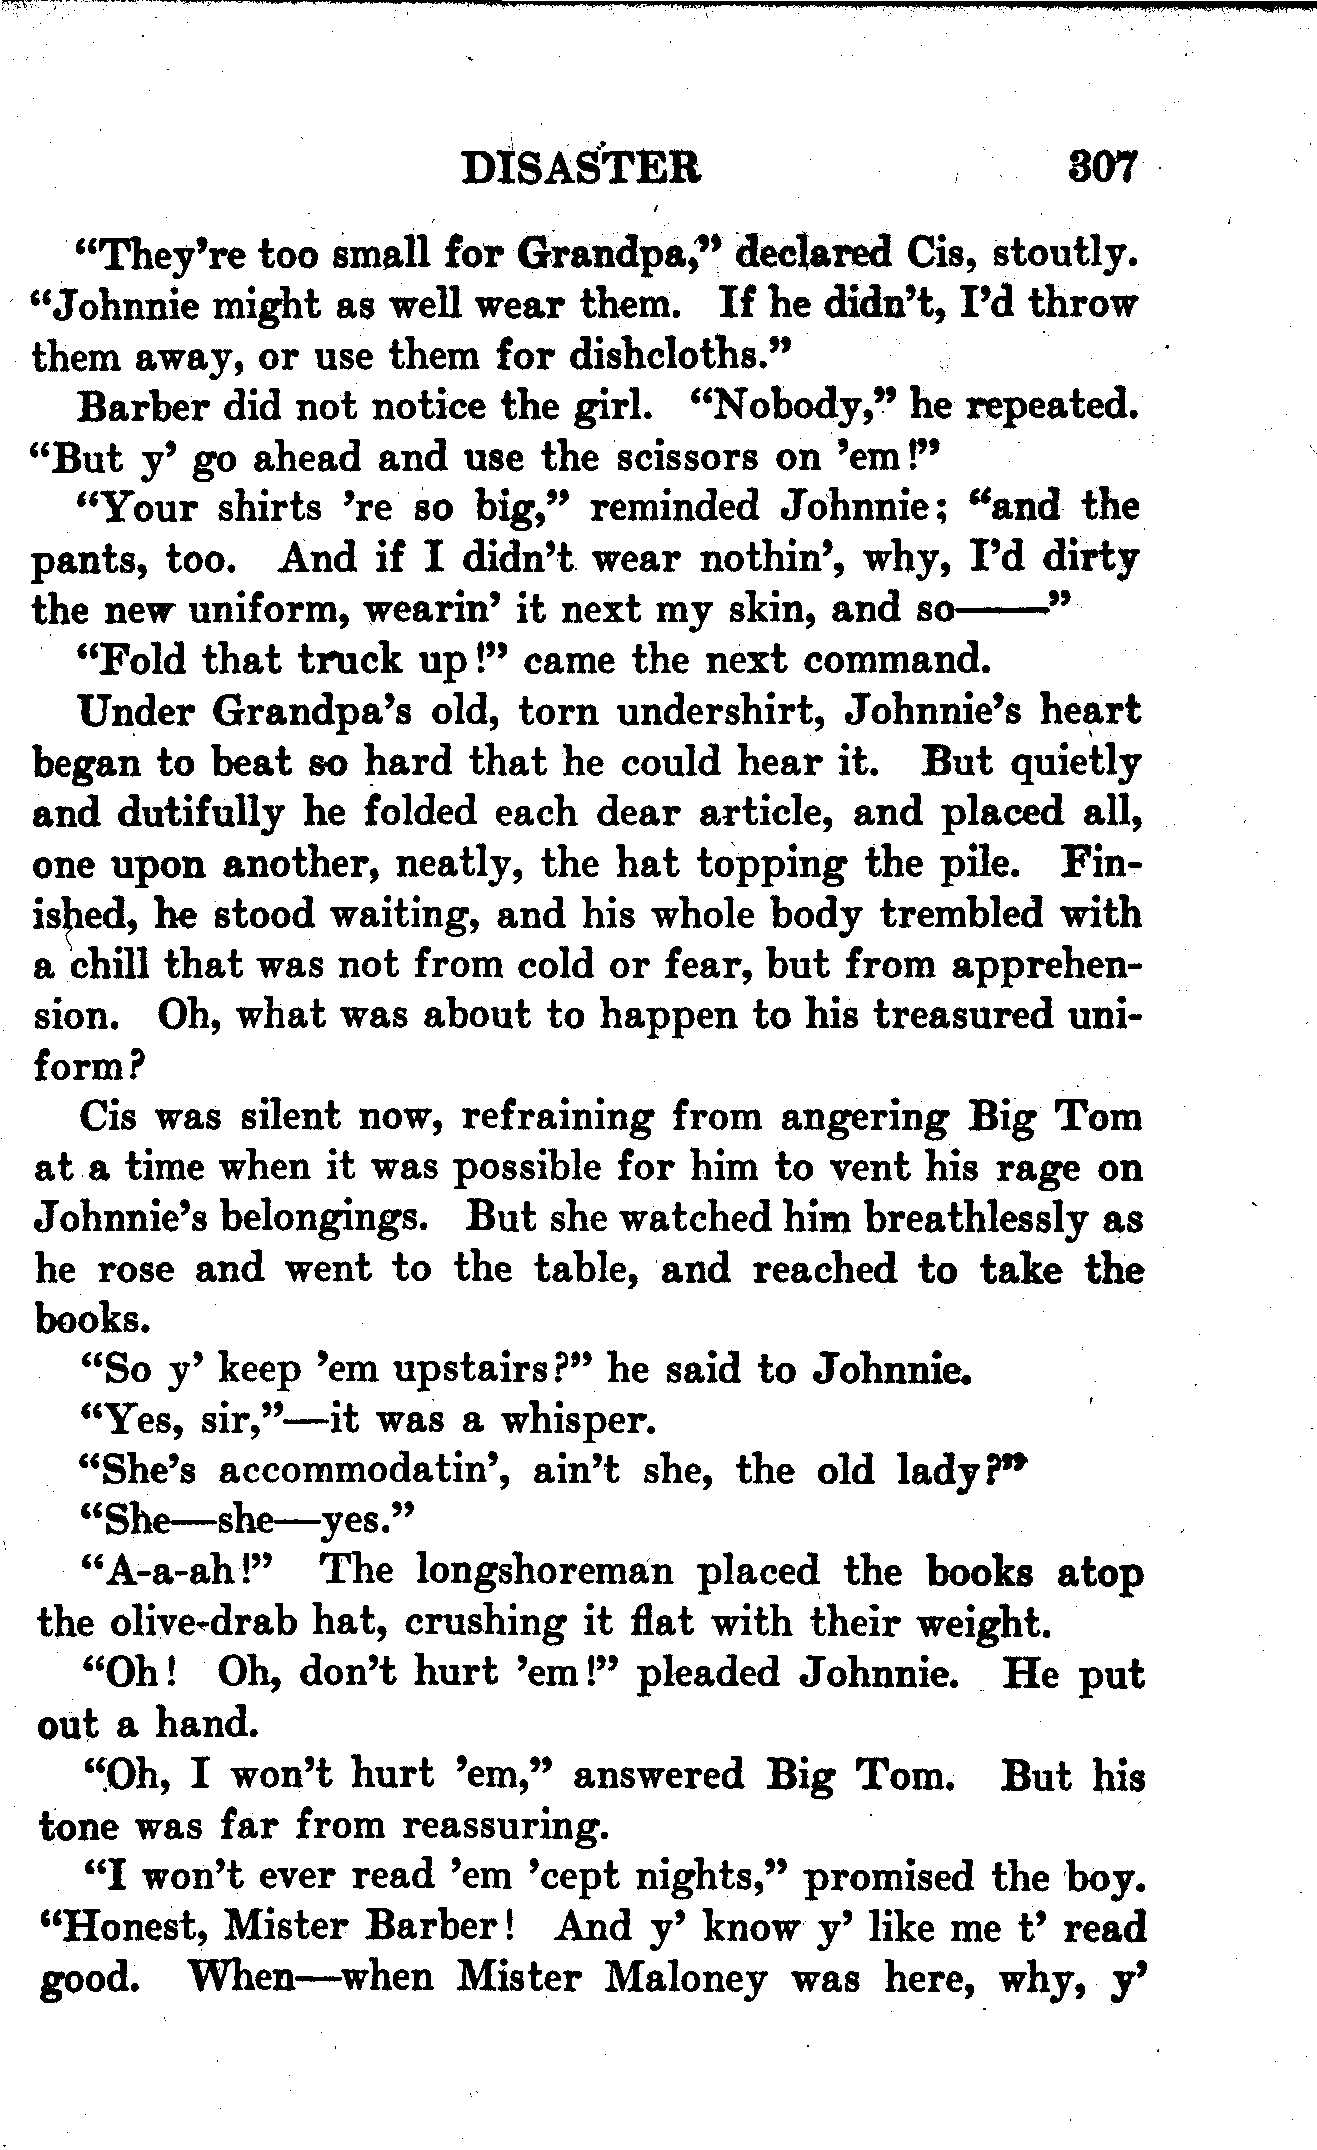 DISASTER 307
“They’re too small for Grandpa,” declared Cis, stoutly.
“Johnnie might as well wear them. If he didn’t, I’d throw
them away, or use them for dishcloths.”
Barber did not notice the girl. “Nobody,” he repeated.
“But y’ go ahead and use the scissors on ’em!”
“Your shirts ’re so big,” reminded Johnnie; “and the
pants, too. And if I didn’t wear nothin’, why, I’d dirty
the new uniform, wearin’ it next my skin, and so——”
“Fold that truck up!” came the next command.
Under Grandpa’s old, torn undershirt, Johnnie’s heart
began to beat so hard that he could hear it. But quietly
and dutifully he folded each dear article, and placed all,
one upon another, neatly, the hat topping the pile. Fin-
ished, he stood waiting, and his whole body trembled with
a chill that was not from cold or fear, but from apprehen-
sion. Oh, what was about to happen to his treasured uni-
form?
Cis was silent now, refraining from angering Big Tom
at a time when it was possible for him to vent his rage on
Johnnie’s belongings. But she watched him breathlessly as
he rose and went to the table, and reached to take the
books.
“So y’ keep ’em upstairs?” he said to Johnnie.
“Yes, sir,”—it was a whisper.
“She’s accommodatin’, ain’t she, the old lady?”
“She—she—yes.”
“A-a-ah!” The longshoreman placed the books atop
the olive-drab hat, crushing it flat with their weight.
“Oh! Oh, don’t hurt ’em!” pleaded Johnnie. He put
out a hand.
“Oh, I won’t hurt ’em,” answered Big Tom. But his
tone was far from reassuring.
“I won’t ever read ’em ’cept nights,” promised the boy.
“Honest, Mister Barber! And y’ know y’ like me t’ read
good. When—when Mister Maloney was here, why, y’